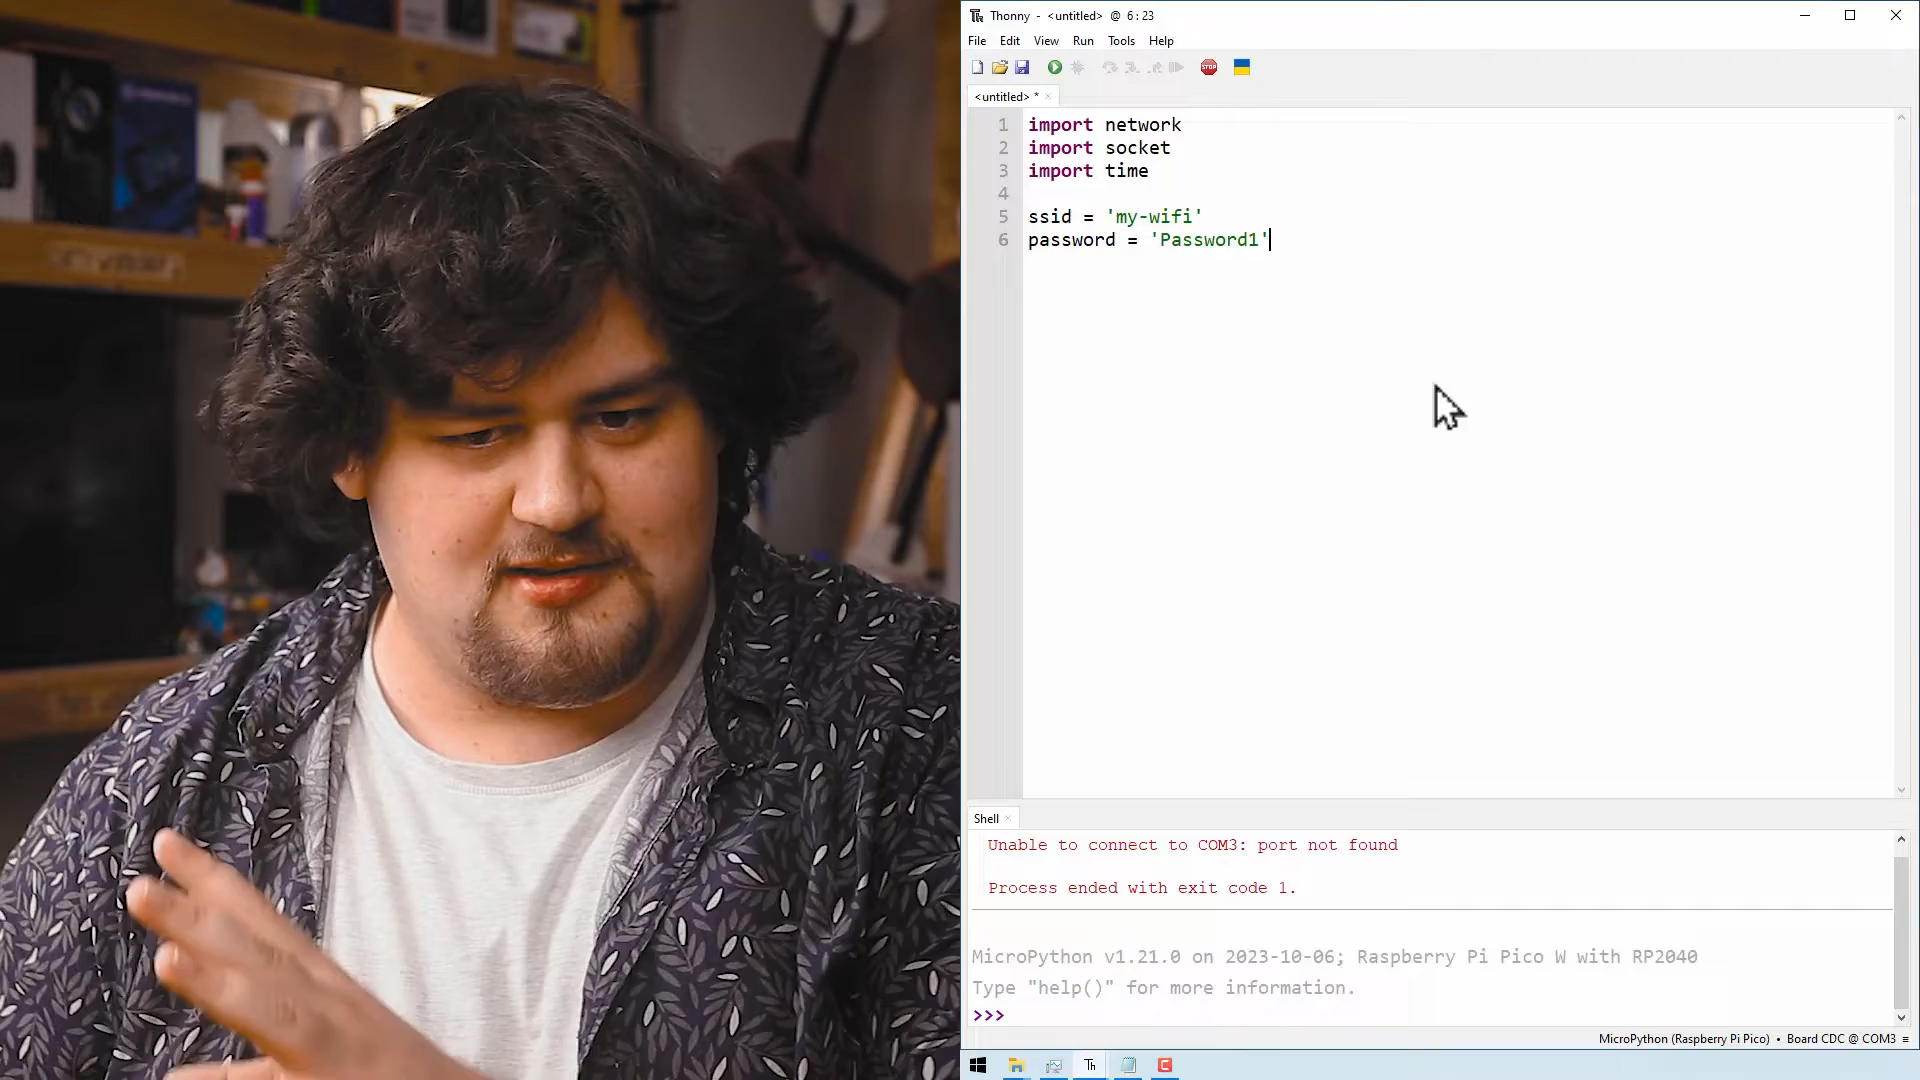 Thonny - <untitled> @ 6:23
File Edit View Run Tools Help
STOP
<untitled> *
1 import network
2 import socket
3 import time
4
5 ssid = 'my-wifi'
6 password = 'Password1'
Shell
Unable to connect to COM3: port not found
Process ended with exit code 1.
MicroPython v1.21.0 on 2023-10-06; Raspberry Pi Pico W with RP2040
Type "help()" for more information.
>>>
MicroPython (Raspberry Pi Pico) • Board CDC @ COM3 ≡
Th